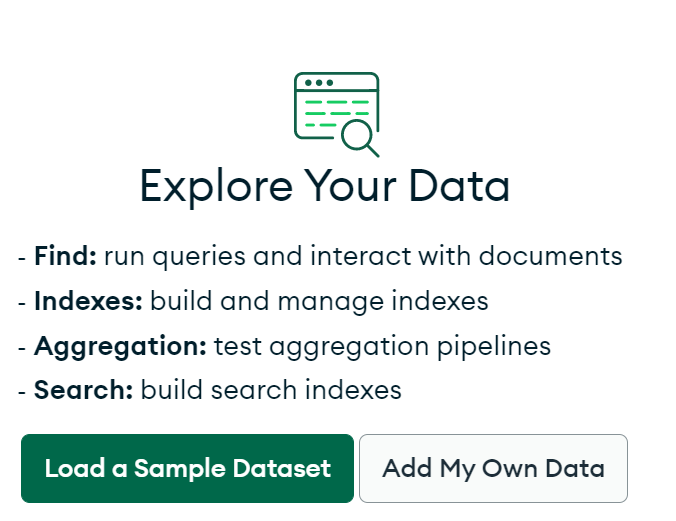 Explore Your Data
- Find: run queries and interact with documents
- Indexes: build and manage indexes
- Aggregation: test aggregation pipelines
- Search: build search indexes
Load a Sample Dataset
Add My Own Data